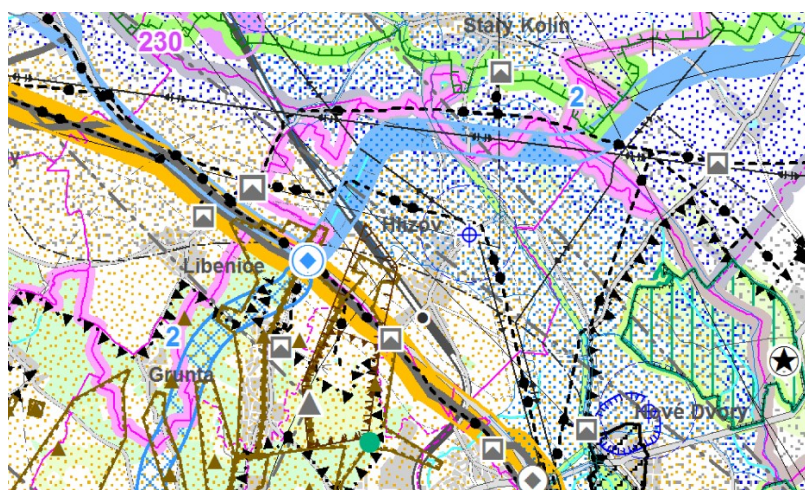 Starý Kolín
230
2
Hlízov
Libenice
2
Grunta
Nové Dvory